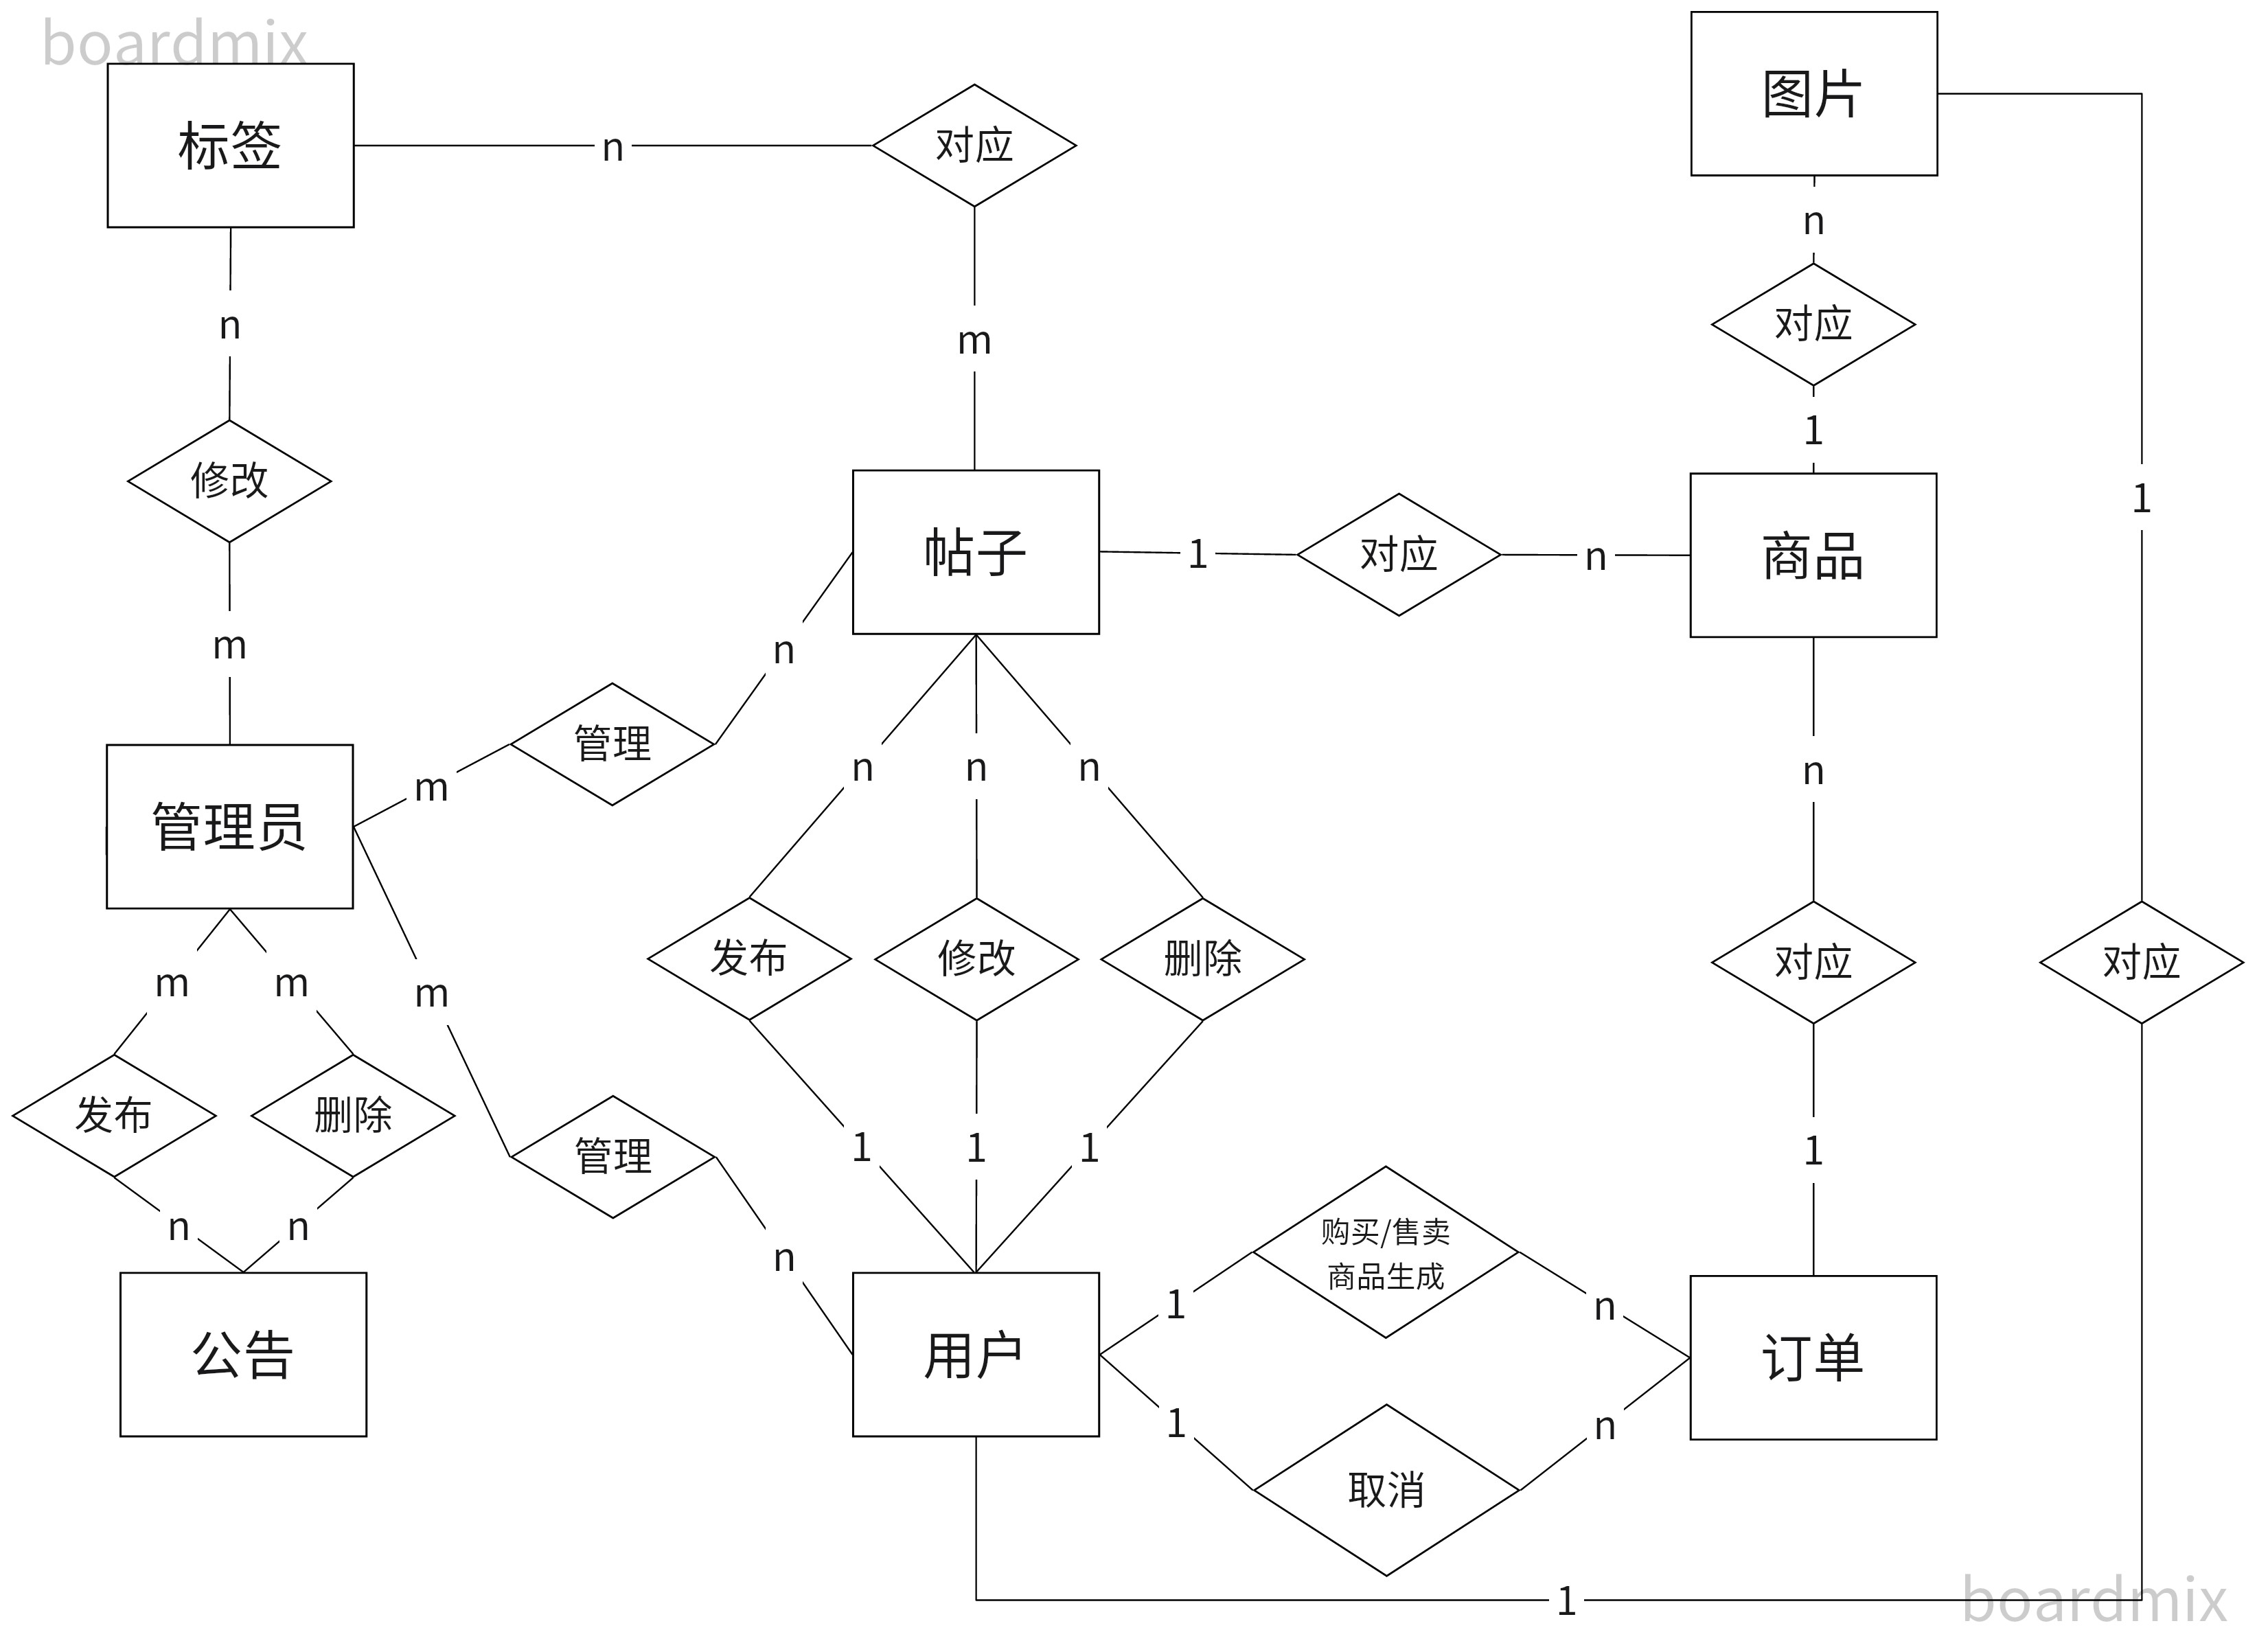 boardmix
图片
标签
n
对应
n
对应
n
m
1
修改
1
帖子
1
对应
n
商品
m
n
管理
n
n
n
n
m
管理员
发布
修改
删除
对应
对应
m
m
m
发布
删除
管理
1
1
1
1
n
n
n
购买/售卖
商品生成
1
n
公告
用户
订单
1
n
取消
1
boardmix